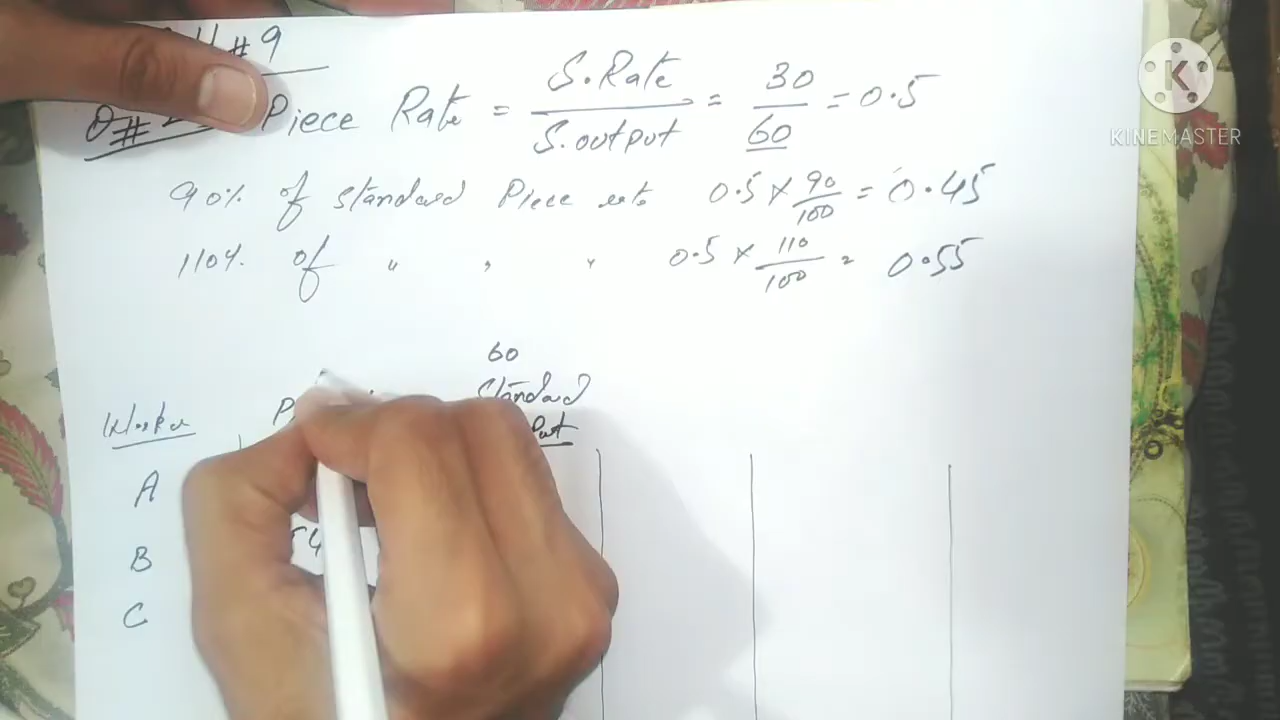 # 9
Q # Piece Rate = S.Rate / S.output = 30 / 60 = 0.5
90% of standard Piece rate 0.5 × 90/100 = 0.45
110% of " , " 0.5 × 110/100 = 0.55
60
Standard
Worker P
A
B 54
C
KINEMASTER